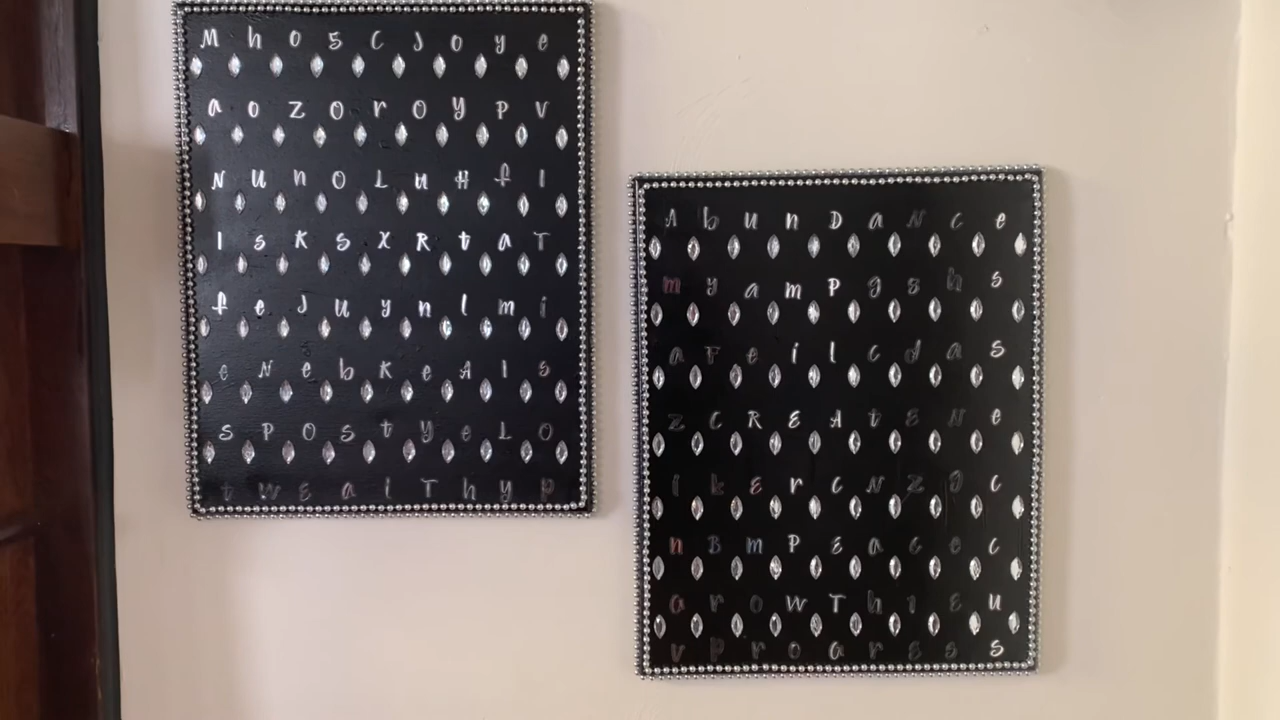 M h o 5 c J o y e
a o z o r o y p v
N u n o L u H f l
l s K s x R t a T
f e J u y n l m i
e N e b K e A l s
s P O s t y e L O
t w e a l T h y p
A b u n D a N c e
m y a m P g s h s
a F e i l c d a s
z C R E A t E N e
i k e r c N z g c
n B m P E a c e c
G r o w T h i E u
v p r o a r e s s